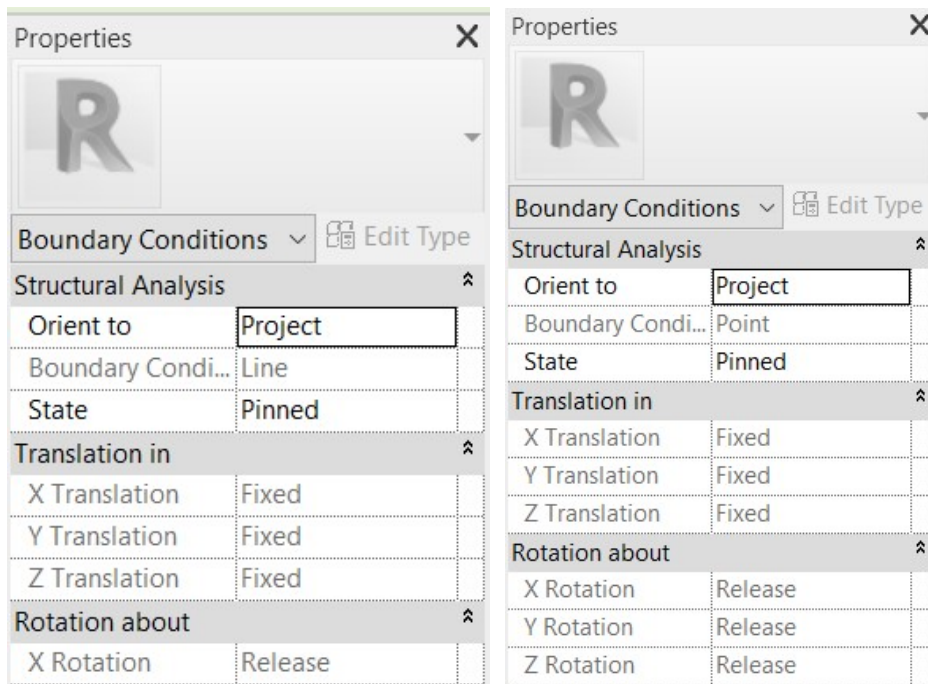 Properties
Boundary Conditions Edit Type
Structural Analysis
Orient to Project
Boundary Condi... Line
State Pinned
Translation in
X Translation Fixed
Y Translation Fixed
Z Translation Fixed
Rotation about
X Rotation Release
Properties
Boundary Conditions Edit Type
Structural Analysis
Orient to Project
Boundary Condi... Point
State Pinned
Translation in
X Translation Fixed
Y Translation Fixed
Z Translation Fixed
Rotation about
X Rotation Release
Y Rotation Release
Z Rotation Release